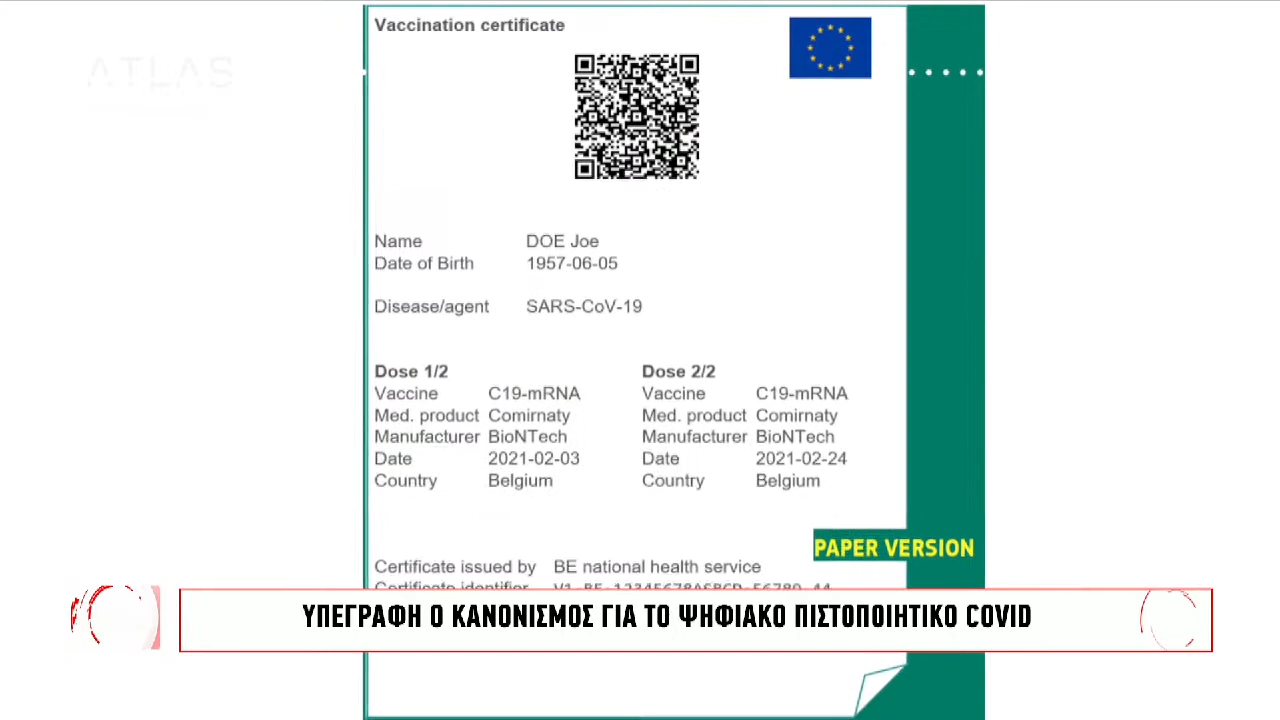 ATLAS
Vaccination certificate
Name DOE Joe
Date of Birth 1957-06-05
Disease/agent SARS-CoV-19
Dose 1/2 Dose 2/2
Vaccine C19-mRNA Vaccine C19-mRNA
Med. product Comirnaty Med. product Comirnaty
Manufacturer BioNTech Manufacturer BioNTech
Date 2021-02-03 Date 2021-02-24
Country Belgium Country Belgium
PAPER VERSION
Certificate issued by BE national health service
Certificate identifier
ΥΠΕΓΡΑΦΗ Ο ΚΑΝΟΝΙΣΜΟΣ ΓΙΑ ΤΟ ΨΗΦΙΑΚΟ ΠΙΣΤΟΠΟΙΗΤΙΚΟ COVID